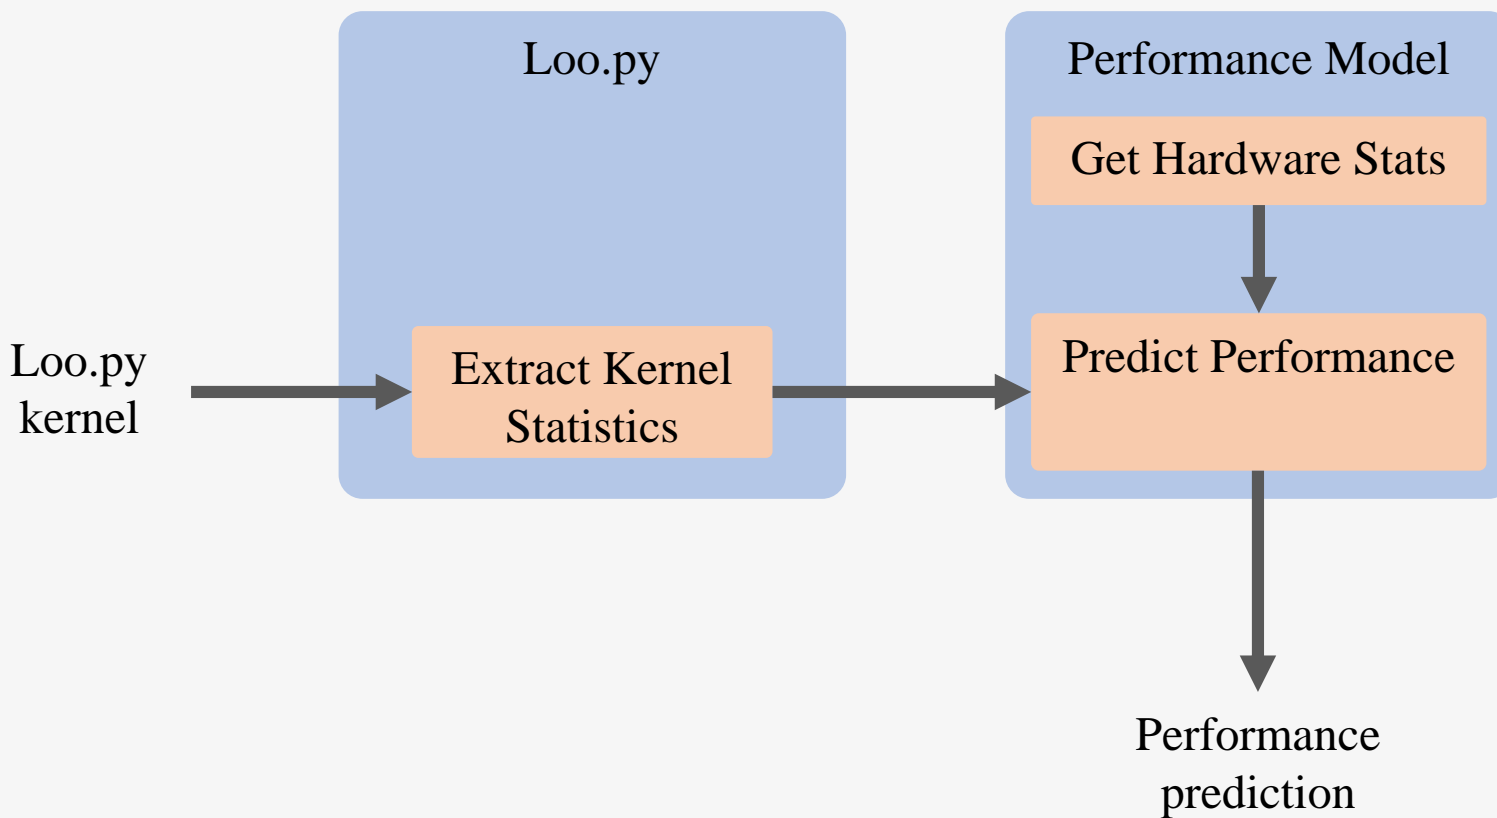 Loo.py
Performance Model
Get Hardware Stats
Loo.py
kernel
Extract Kernel
Statistics
Predict Performance
Performance
prediction